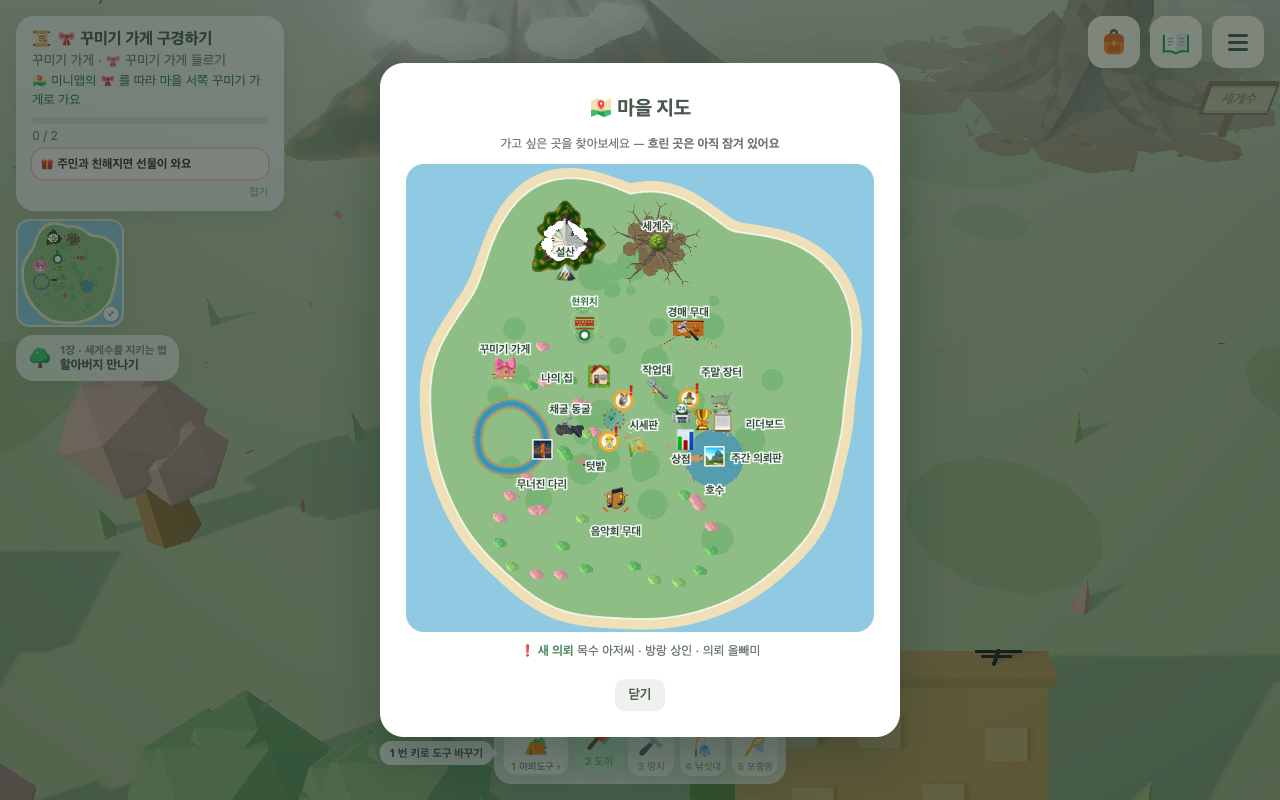 꾸미기 가게 구경하기
꾸미기 가게 · 꾸미기 가게 들르기
미니맵의 를 따라 마을 서쪽 꾸미기 가
게로 가요
0 / 2
주민과 친해지면 선물이 와요
접기
1장 · 세계수를 지키는 법
할아버지 만나기
세계수
마을 지도
가고 싶은 곳을 찾아보세요 — 흐린 곳은 아직 잠겨 있어요
세계수
설산
현위치
경매 무대
꾸미기 가게
나의 집
작업대
주말 장터
채굴 동굴
시세판
리더보드
텃밭
상점
주간 의뢰판
무너진 다리
호수
음악회 무대
! 새 의뢰 목수 아저씨 · 방랑 상인 · 의뢰 올빼미
닫기
1 번 키로 도구 바꾸기
1 야외도구 ›
2 도끼
3 망치
4 낚싯대
5 포충망